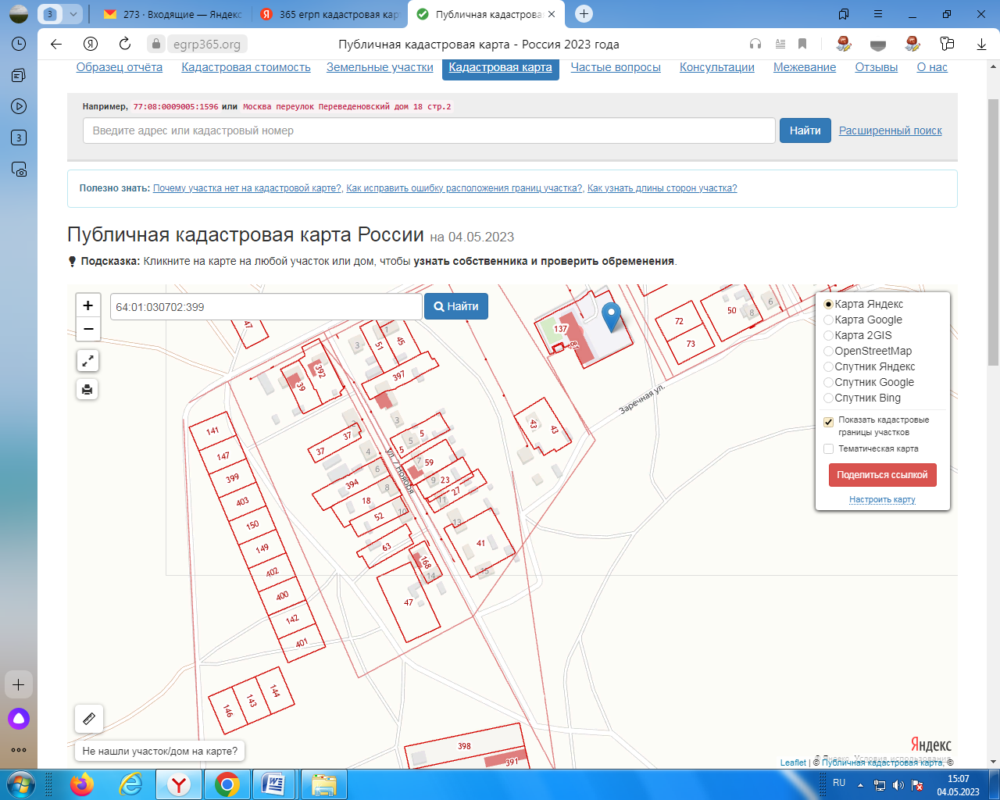 3
273 · Входящие — Яндекс
365 егрп кадастровая кар
Публичная кадастрова
egrp365.org
Публичная кадастровая карта - Россия 2023 года
Образец отчёта Кадастровая стоимость Земельные участки Кадастровая карта Частые вопросы Консультации Межевание Отзывы О нас
Например, 77:08:0009005:1596 или Москва переулок Переведеновский дом 18 стр.2
Введите адрес или кадастровый номер
Найти
Расширенный поиск
3
Полезно знать: Почему участка нет на кадастровой карте?, Как исправить ошибку расположения границ участка?, Как узнать длины сторон участка?
Публичная кадастровая карта России на 04.05.2023
Подсказка: Кликните на карте на любой участок или дом, чтобы узнать собственника и проверить обременения.
+
−
64:01:030702:399
Найти
Карта Яндекс
Карта Google
Карта 2GIS
OpenStreetMap
Спутник Яндекс
Спутник Google
Спутник Bing
Показать кадастровые
границы участков
Тематическая карта
Поделиться ссылкой
Настроить карту
47
3
1
51
45
397
39
392
137
81
72
73
50
8
6
Заречная ул.
43
43
2
3
5
5
5
37
37
4
6
8
10
7
59
9
23
11
27
394
18
52
63
ул. 7 Ноября
13
41
15
168
14
47
141
147
399
403
150
149
402
400
142
401
146
143
144
398
391
Яндекс
© Яндекс Условия использования
Leaflet | © Публичная кадастровая карта, ©
Не нашли участок/дом на карте?
RU
15:07
04.05.2023